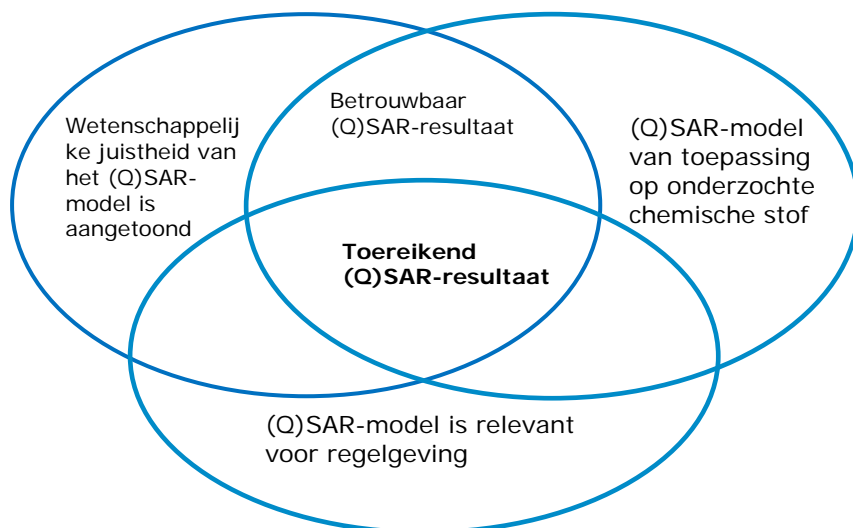 Wetenschappelij
ke juistheid van
het (Q)SAR-
model is
aangetoond
Betrouwbaar
(Q)SAR-resultaat
(Q)SAR-model
van toepassing
op onderzochte
chemische stof
Toereikend
(Q)SAR-resultaat
(Q)SAR-model is relevant
voor regelgeving